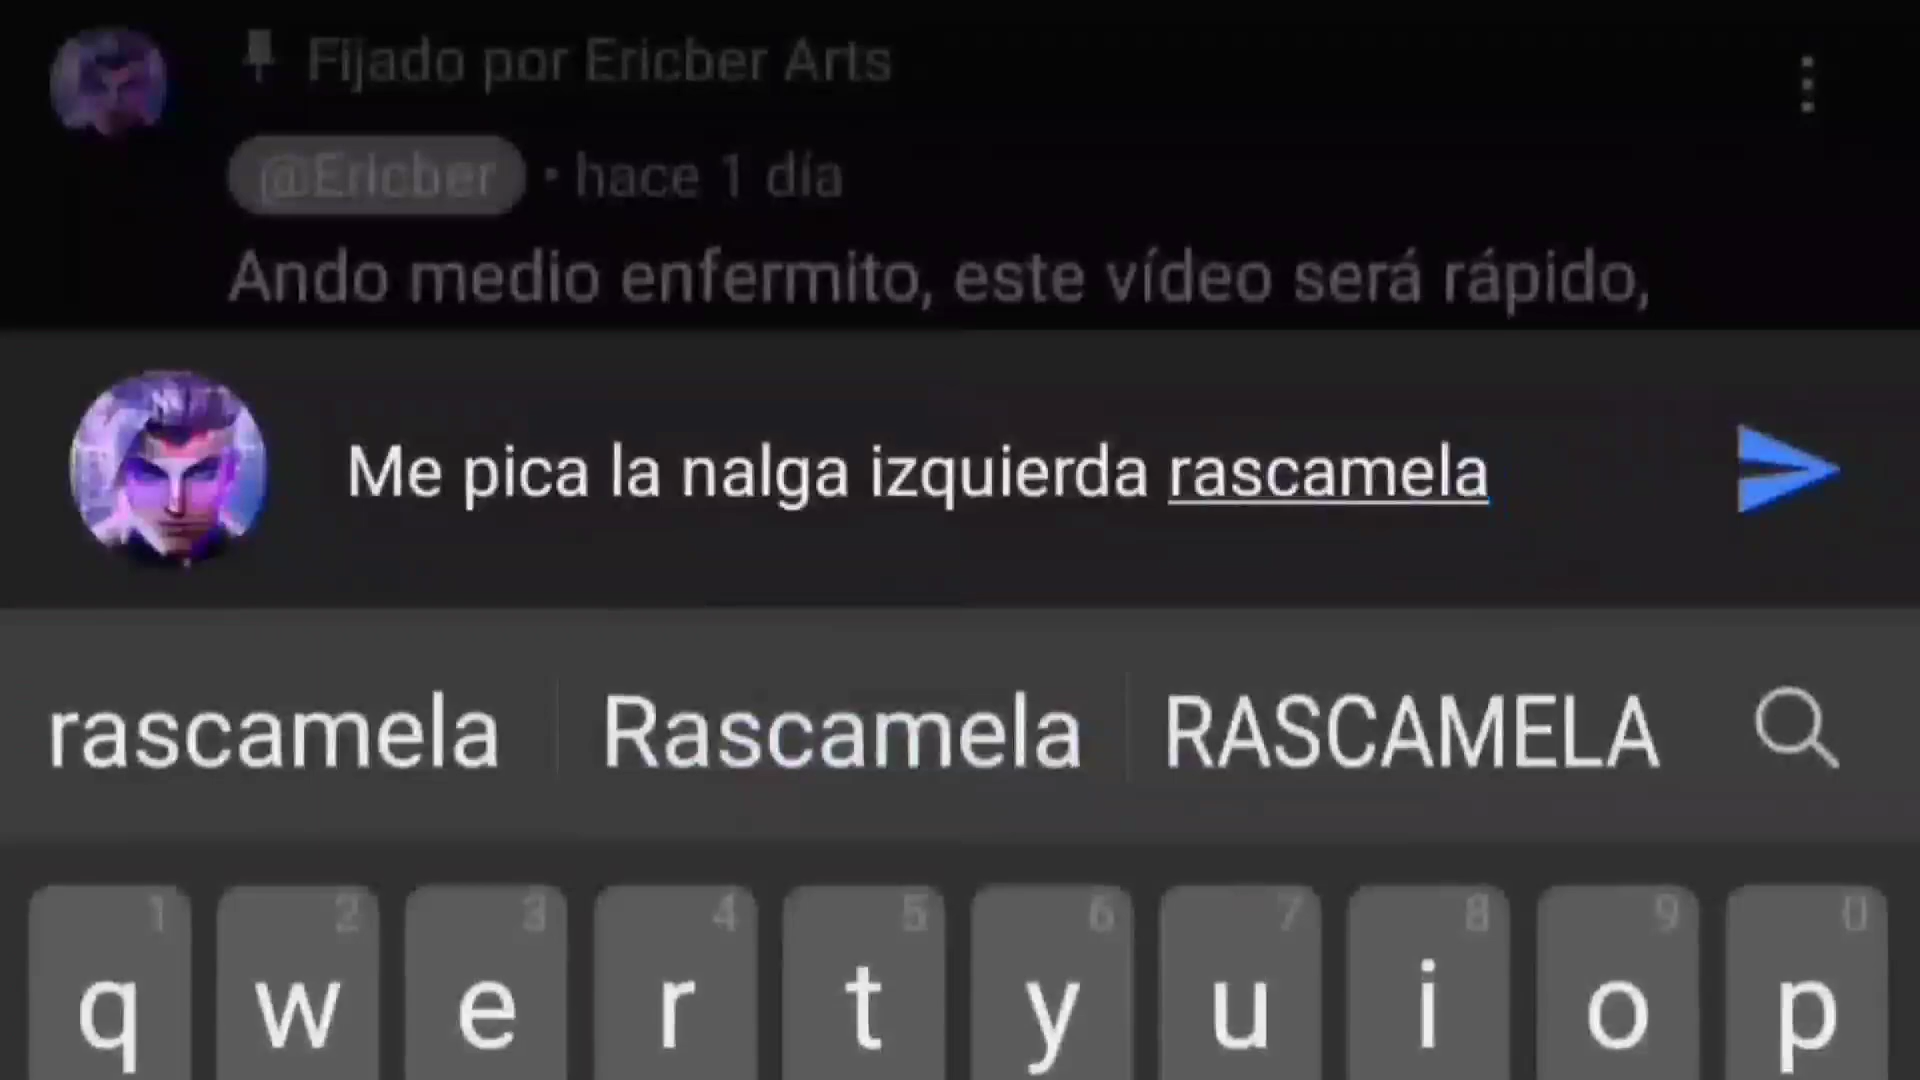 Fijado por Ericber Arts
@Ericber • hace 1 día
Ando medio enfermito, este vídeo será rápido,
Me pica la nalga izquierda rascamela
rascamela Rascamela RASCAMELA
1 2 3 4 5 6 7 8 9 0
q w e r t y u i o p